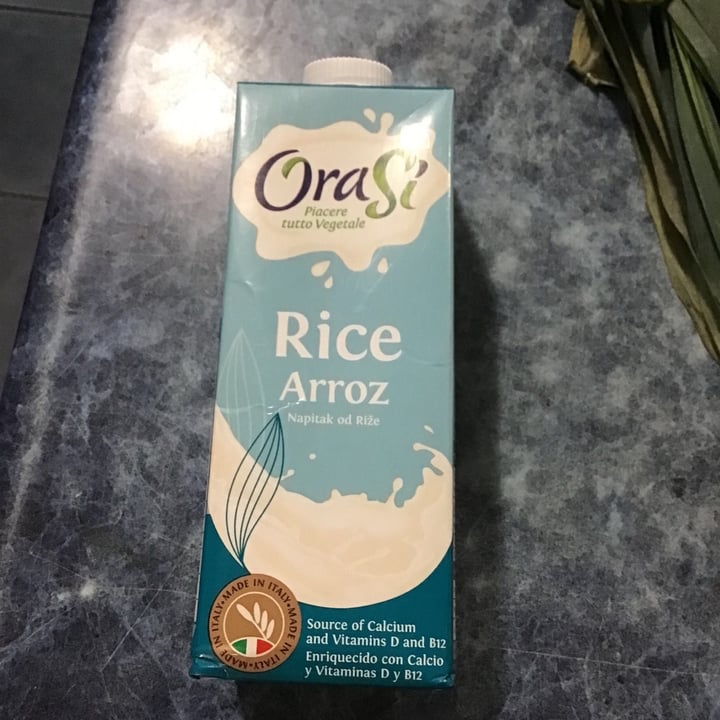 OraSì
Piacere
tutto Vegetale
Rice
Arroz
Napitak od Riže
MADE IN ITALY•MADE IN ITALY•MADE IN ITALY•
Source of Calcium
and Vitamins D and B12
Enriquecido con Calcio
y Vitaminas D y B12